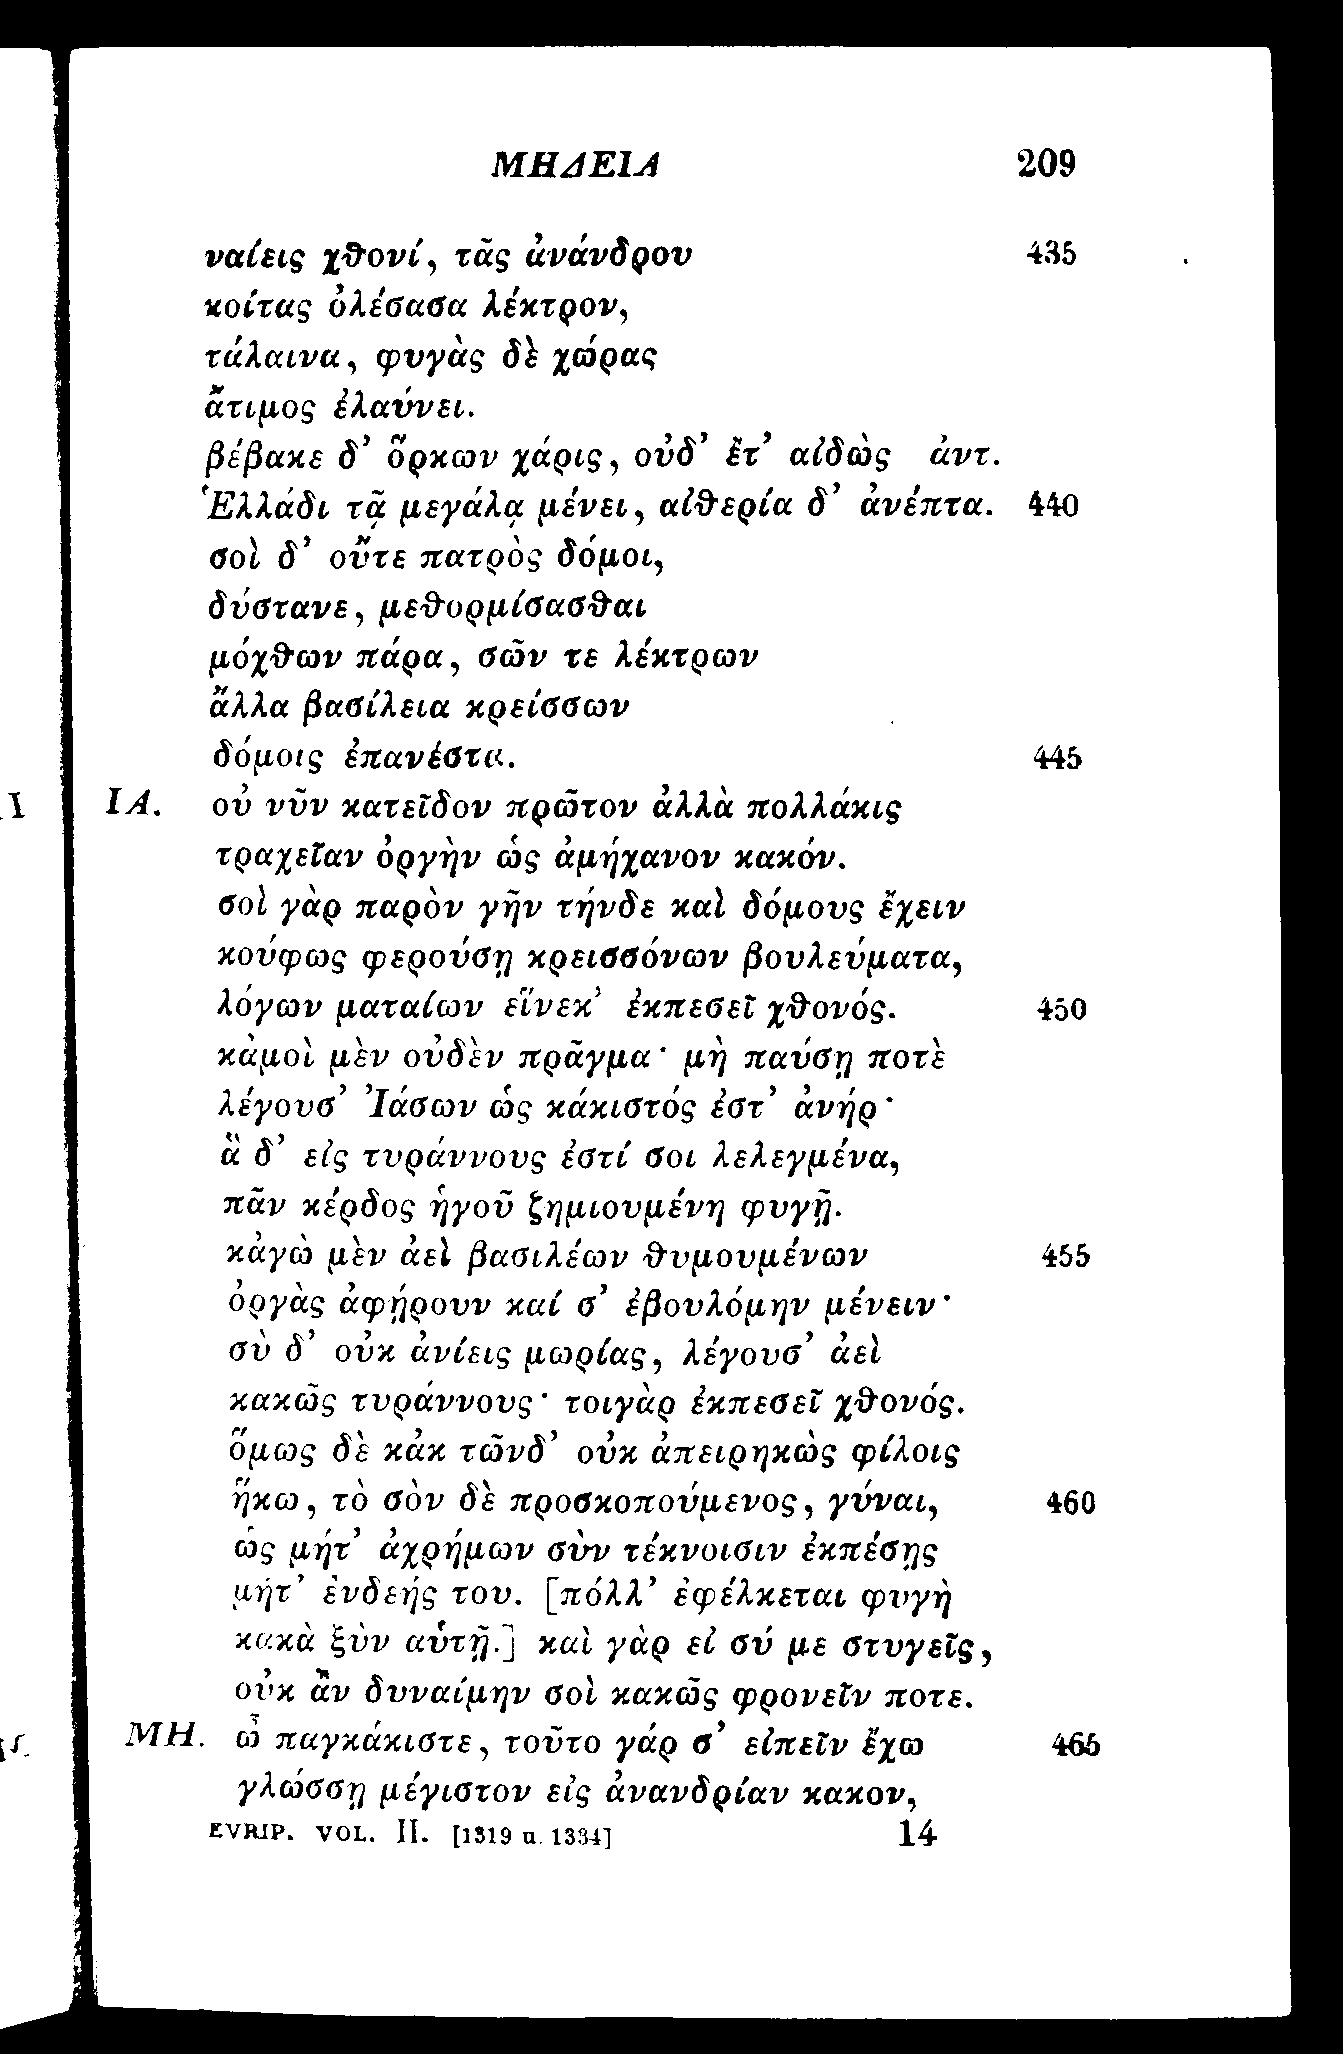 ΜΗΔΕΙΑ 209
ναίεις χθονί, τᾶς ἀνάνδρου 435
κοίτας ὀλέσασα λέκτρον,
τάλαινα, φυγὰς δὲ χώρας
ἄτιμος ἐλαύνει.
βέβακε δ’ ὅρκων χάρις, οὐδ’ ἔτ’ αἰδὼς ἀντ.
Ἑλλάδι τᾷ μεγάλᾳ μένει, αἰθερία δ’ ἀνέπτα. 440
σοὶ δ’ οὔτε πατρὸς δόμοι,
δύστανε, μεθορμίσασθαι
μόχθων πάρα, σῶν τε λέκτρων
ἄλλα βασίλεια κρείσσων
δόμοις ἐπανέστα. 445
ΙΑ. οὐ νῦν κατεῖδον πρῶτον ἀλλὰ πολλάκις
τραχεῖαν ὀργὴν ὡς ἀμήχανον κακόν.
σοὶ γὰρ παρὸν γῆν τήνδε καὶ δόμους ἔχειν
κούφως φερούσῃ κρεισσόνων βουλεύματα,
λόγων ματαίων εἵνεκ’ ἐκπεσεῖ χθονός. 450
κἀμοὶ μὲν οὐδὲν πρᾶγμα· μὴ παύσῃ ποτὲ
λέγουσ’ Ἰάσων ὡς κάκιστός ἐστ’ ἀνήρ·
ἃ δ’ εἰς τυράννους ἐστί σοι λελεγμένα,
πᾶν κέρδος ἡγοῦ ζημιουμένη φυγῇ.
κἀγὼ μὲν ἀεὶ βασιλέων θυμουμένων 455
ὀργὰς ἀφῄρουν καί σ’ ἐβουλόμην μένειν·
σὺ δ’ οὐκ ἀνίεις μωρίας, λέγουσ’ ἀεὶ
κακῶς τυράννους· τοιγὰρ ἐκπεσεῖ χθονός.
ὅμως δὲ κἀκ τῶνδ’ οὐκ ἀπειρηκὼς φίλοις
ἥκω, τὸ σὸν δὲ προσκοπούμενος, γύναι, 460
ὡς μήτ’ ἀχρήμων σὺν τέκνοισιν ἐκπέσῃς
μήτ’ ἐνδεής του. [πόλλ’ ἐφέλκεται φυγὴ
κακὰ ξὺν αὑτῇ.] καὶ γὰρ εἰ σύ με στυγεῖς,
οὐκ ἂν δυναίμην σοὶ κακῶς φρονεῖν ποτε.
ΜΗ. ὦ παγκάκιστε, τοῦτο γάρ σ’ εἰπεῖν ἔχω 465
γλώσσῃ μέγιστον εἰς ἀνανδρίαν κακον,
EVRIP. VOL. II. [1319 u. 1334] 14